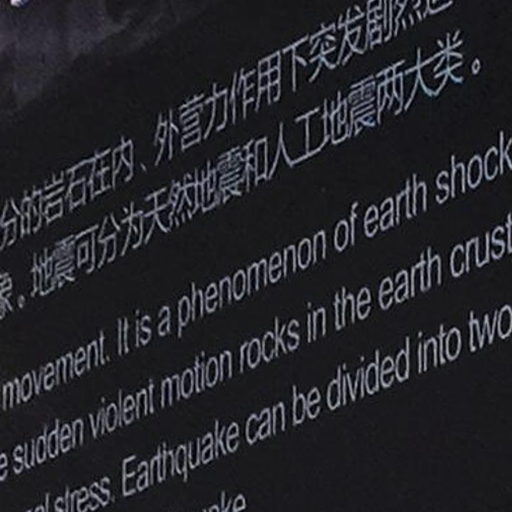 分的岩石在内、外营力作用下突发剧然运
象。地震可分为天然地震和人工地震两大类。
movement. It is a phenomenon of earth shock
e sudden violent motion rocks in the earth crust
stress. Earthquake can be divided into two